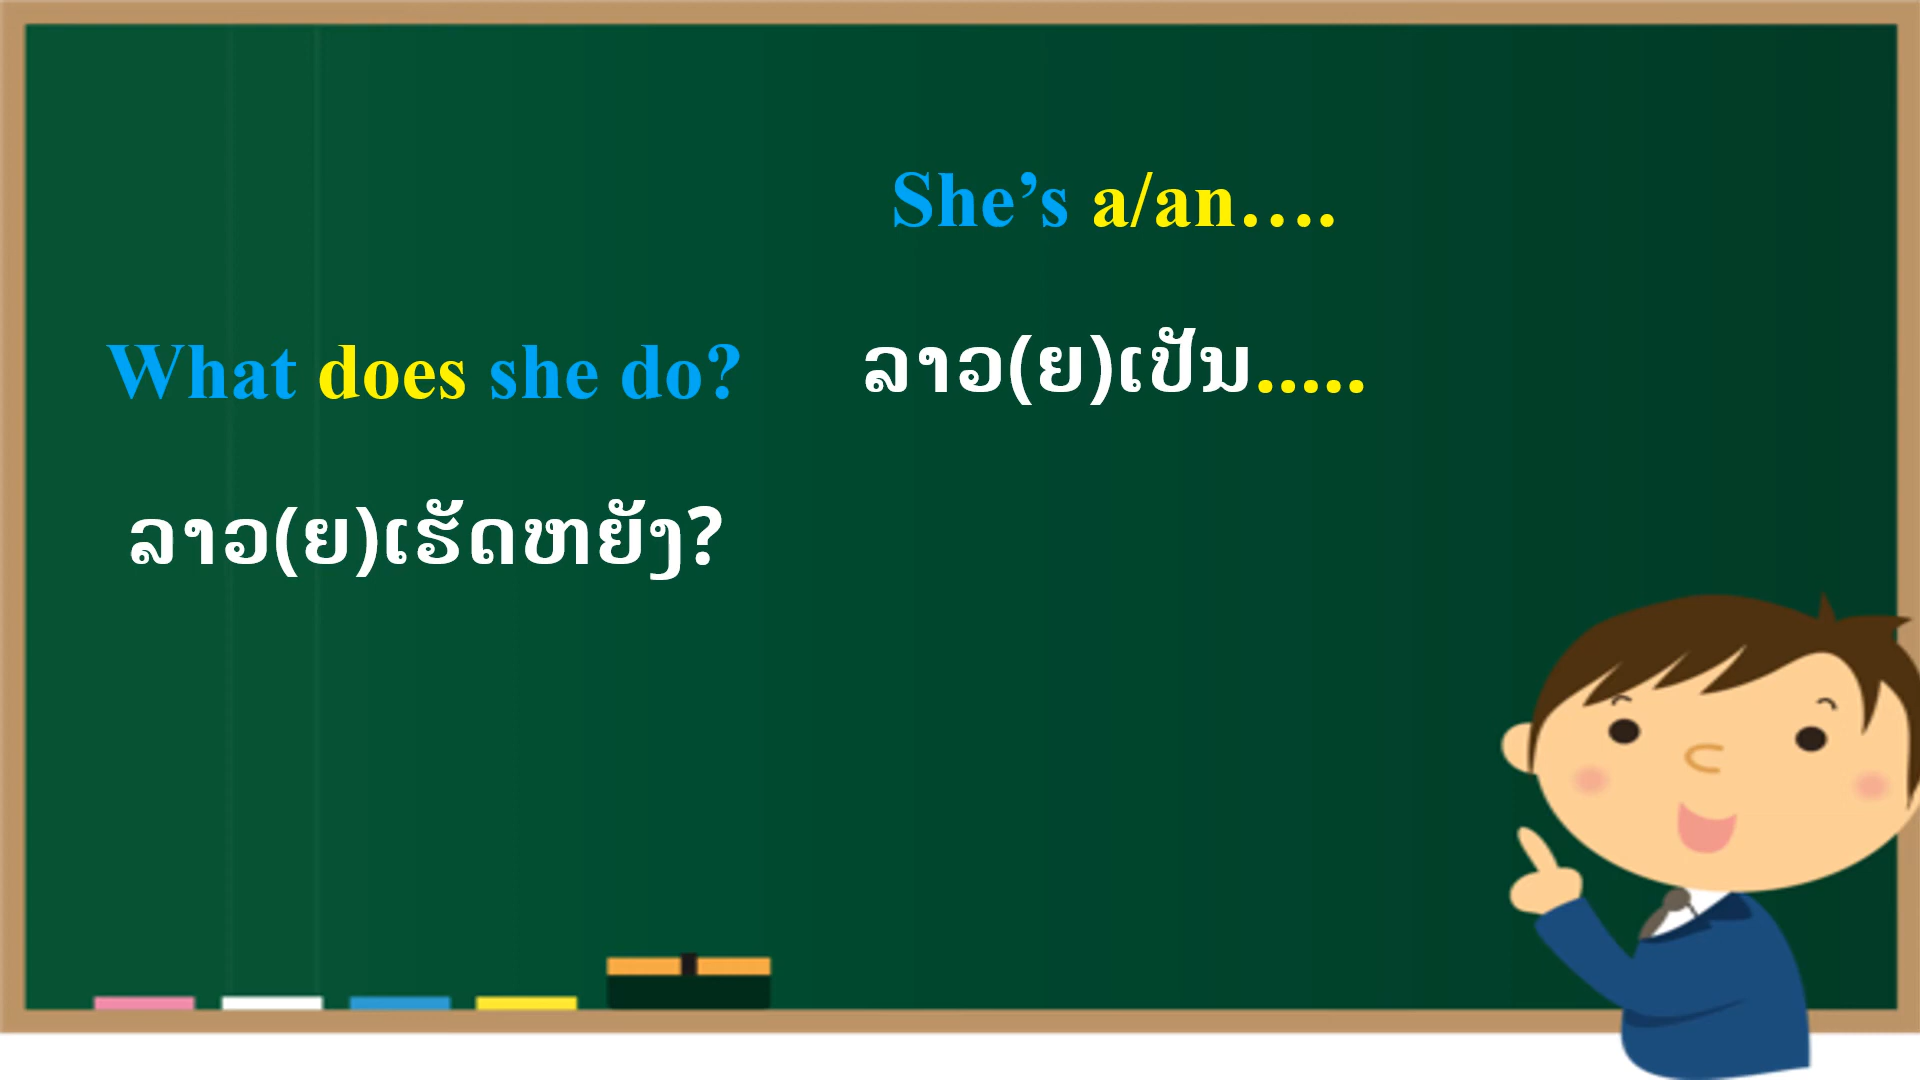 What does she do?
ລາວ(ຍ)ເຮັດຫຍັງ?
She’s a/an….
ລາວ(ຍ)ເປັນ.....